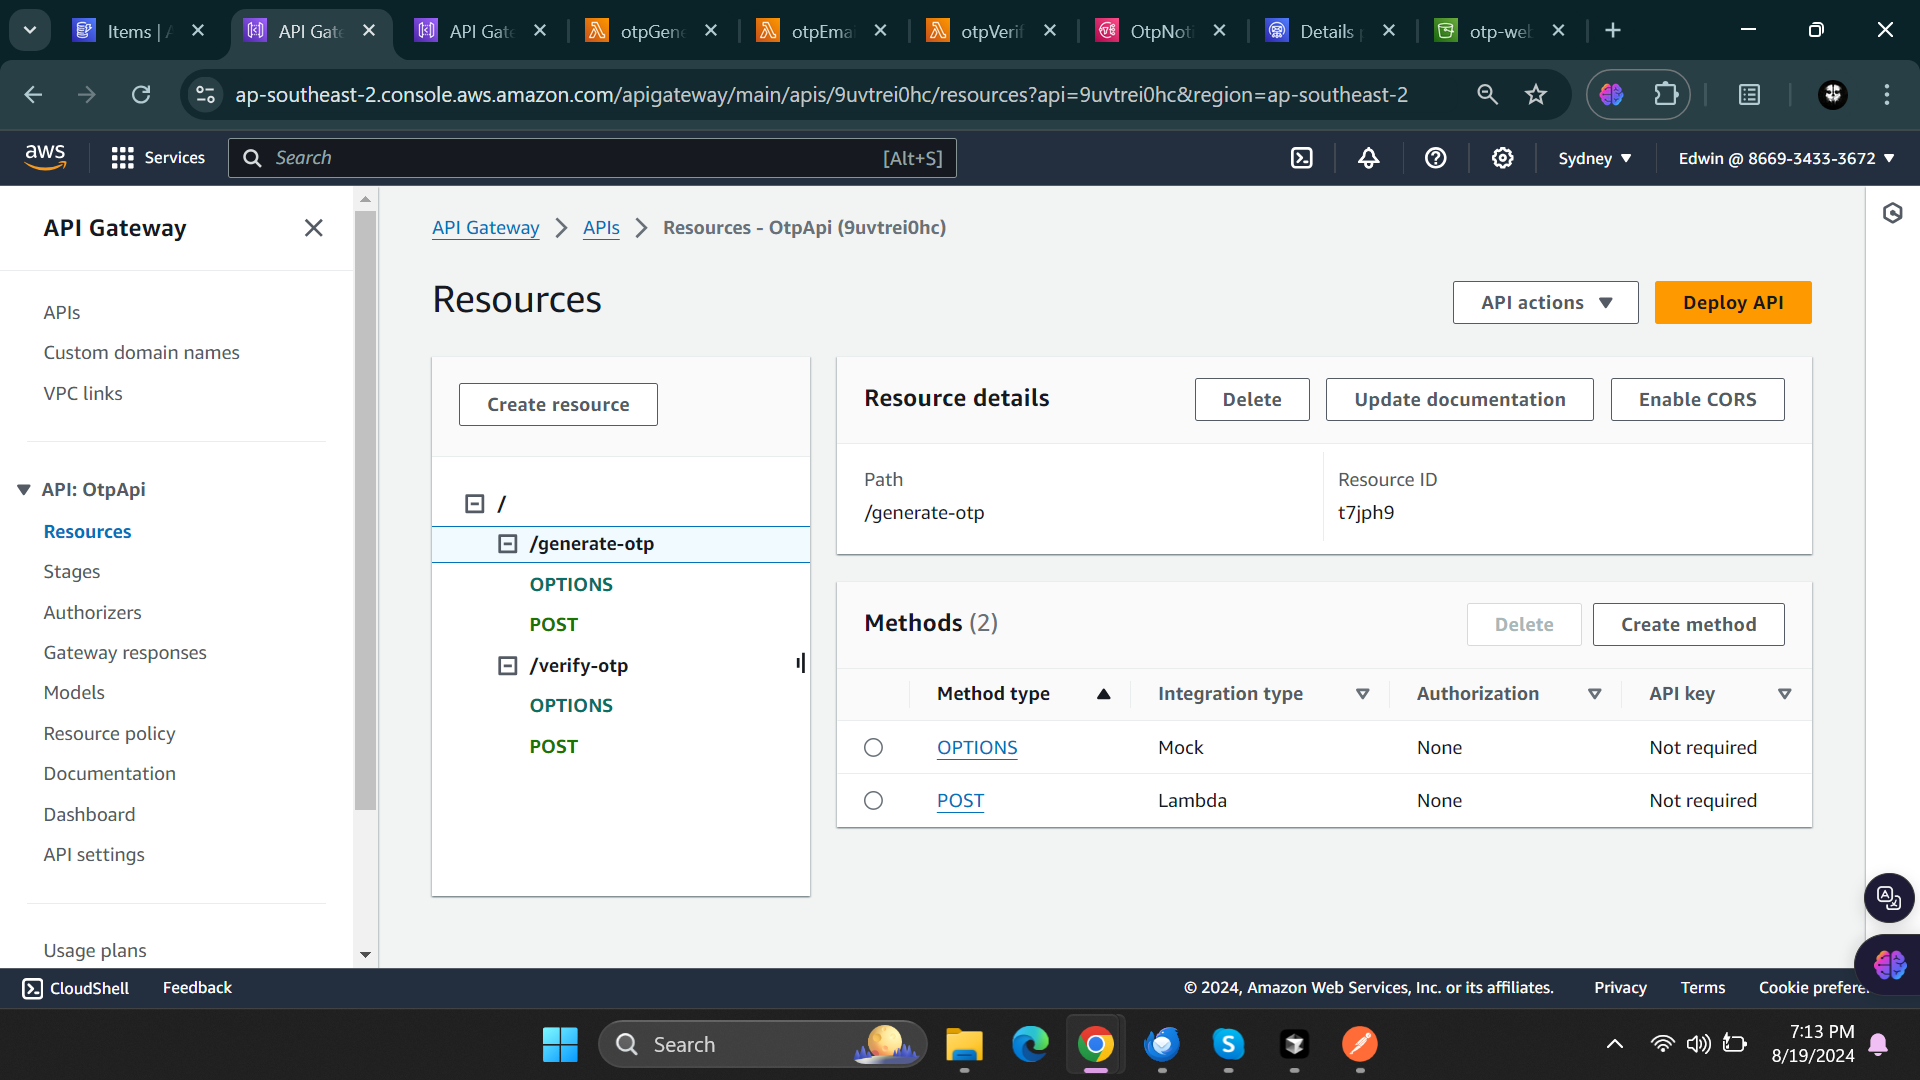 Items |
API Gate
API Gate
otpGene
otpEmai
otpVerif
OtpNoti
Details
otp-web
ap-southeast-2.console.aws.amazon.com/apigateway/main/apis/9uvtrei0hc/resources?api=9uvtrei0hc&region=ap-southeast-2
aws
Services
Search
[Alt+S]
Sydney
Edwin @ 8669-3433-3672
API Gateway
APIs
Custom domain names
VPC links
API: OtpApi
Resources
Stages
Authorizers
Gateway responses
Models
Resource policy
Documentation
Dashboard
API settings
Usage plans
API Gateway
APIs
Resources - OtpApi (9uvtrei0hc)
Resources
API actions
Deploy API
Create resource
/
/generate-otp
OPTIONS
POST
/verify-otp
OPTIONS
POST
Resource details
Delete
Update documentation
Enable CORS
Path
/generate-otp
Resource ID
t7jph9
Methods (2)
Delete
Create method
Method type
Integration type
Authorization
API key
OPTIONS
Mock
None
Not required
POST
Lambda
None
Not required
CloudShell
Feedback
© 2024, Amazon Web Services, Inc. or its affiliates.
Privacy
Terms
Cookie prefere
Search
7:13 PM
8/19/2024